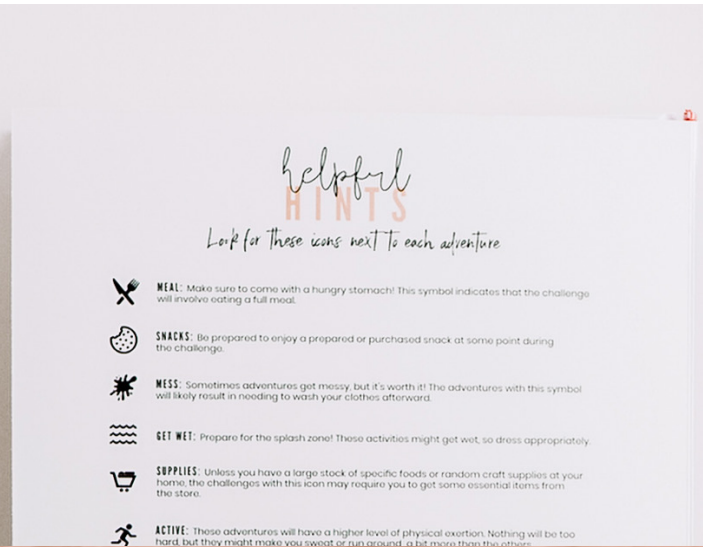 helpful
HINTS
Look for these icons next to each adventure
MEAL: Make sure to come with a hungry stomach! This symbol indicates that the challenge
will involve eating a full meal.
SNACKS: Be prepared to enjoy a prepared or purchased snack at some point during
the challenge.
MESS: Sometimes adventures get messy, but it's worth it! The adventures with this symbol
will likely result in needing to wash your clothes afterward.
GET WET: Prepare for the splash zone! These activities might get wet, so dress appropriately.
SUPPLIES: Unless you have a large stock of specific foods or random craft supplies at your
home, the challenges with this icon may require you to get some essential items from
the store.
ACTIVE: These adventures will have a higher level of physical exertion. Nothing will be too
hard, but they might make you sweat or run around a bit more than the others.